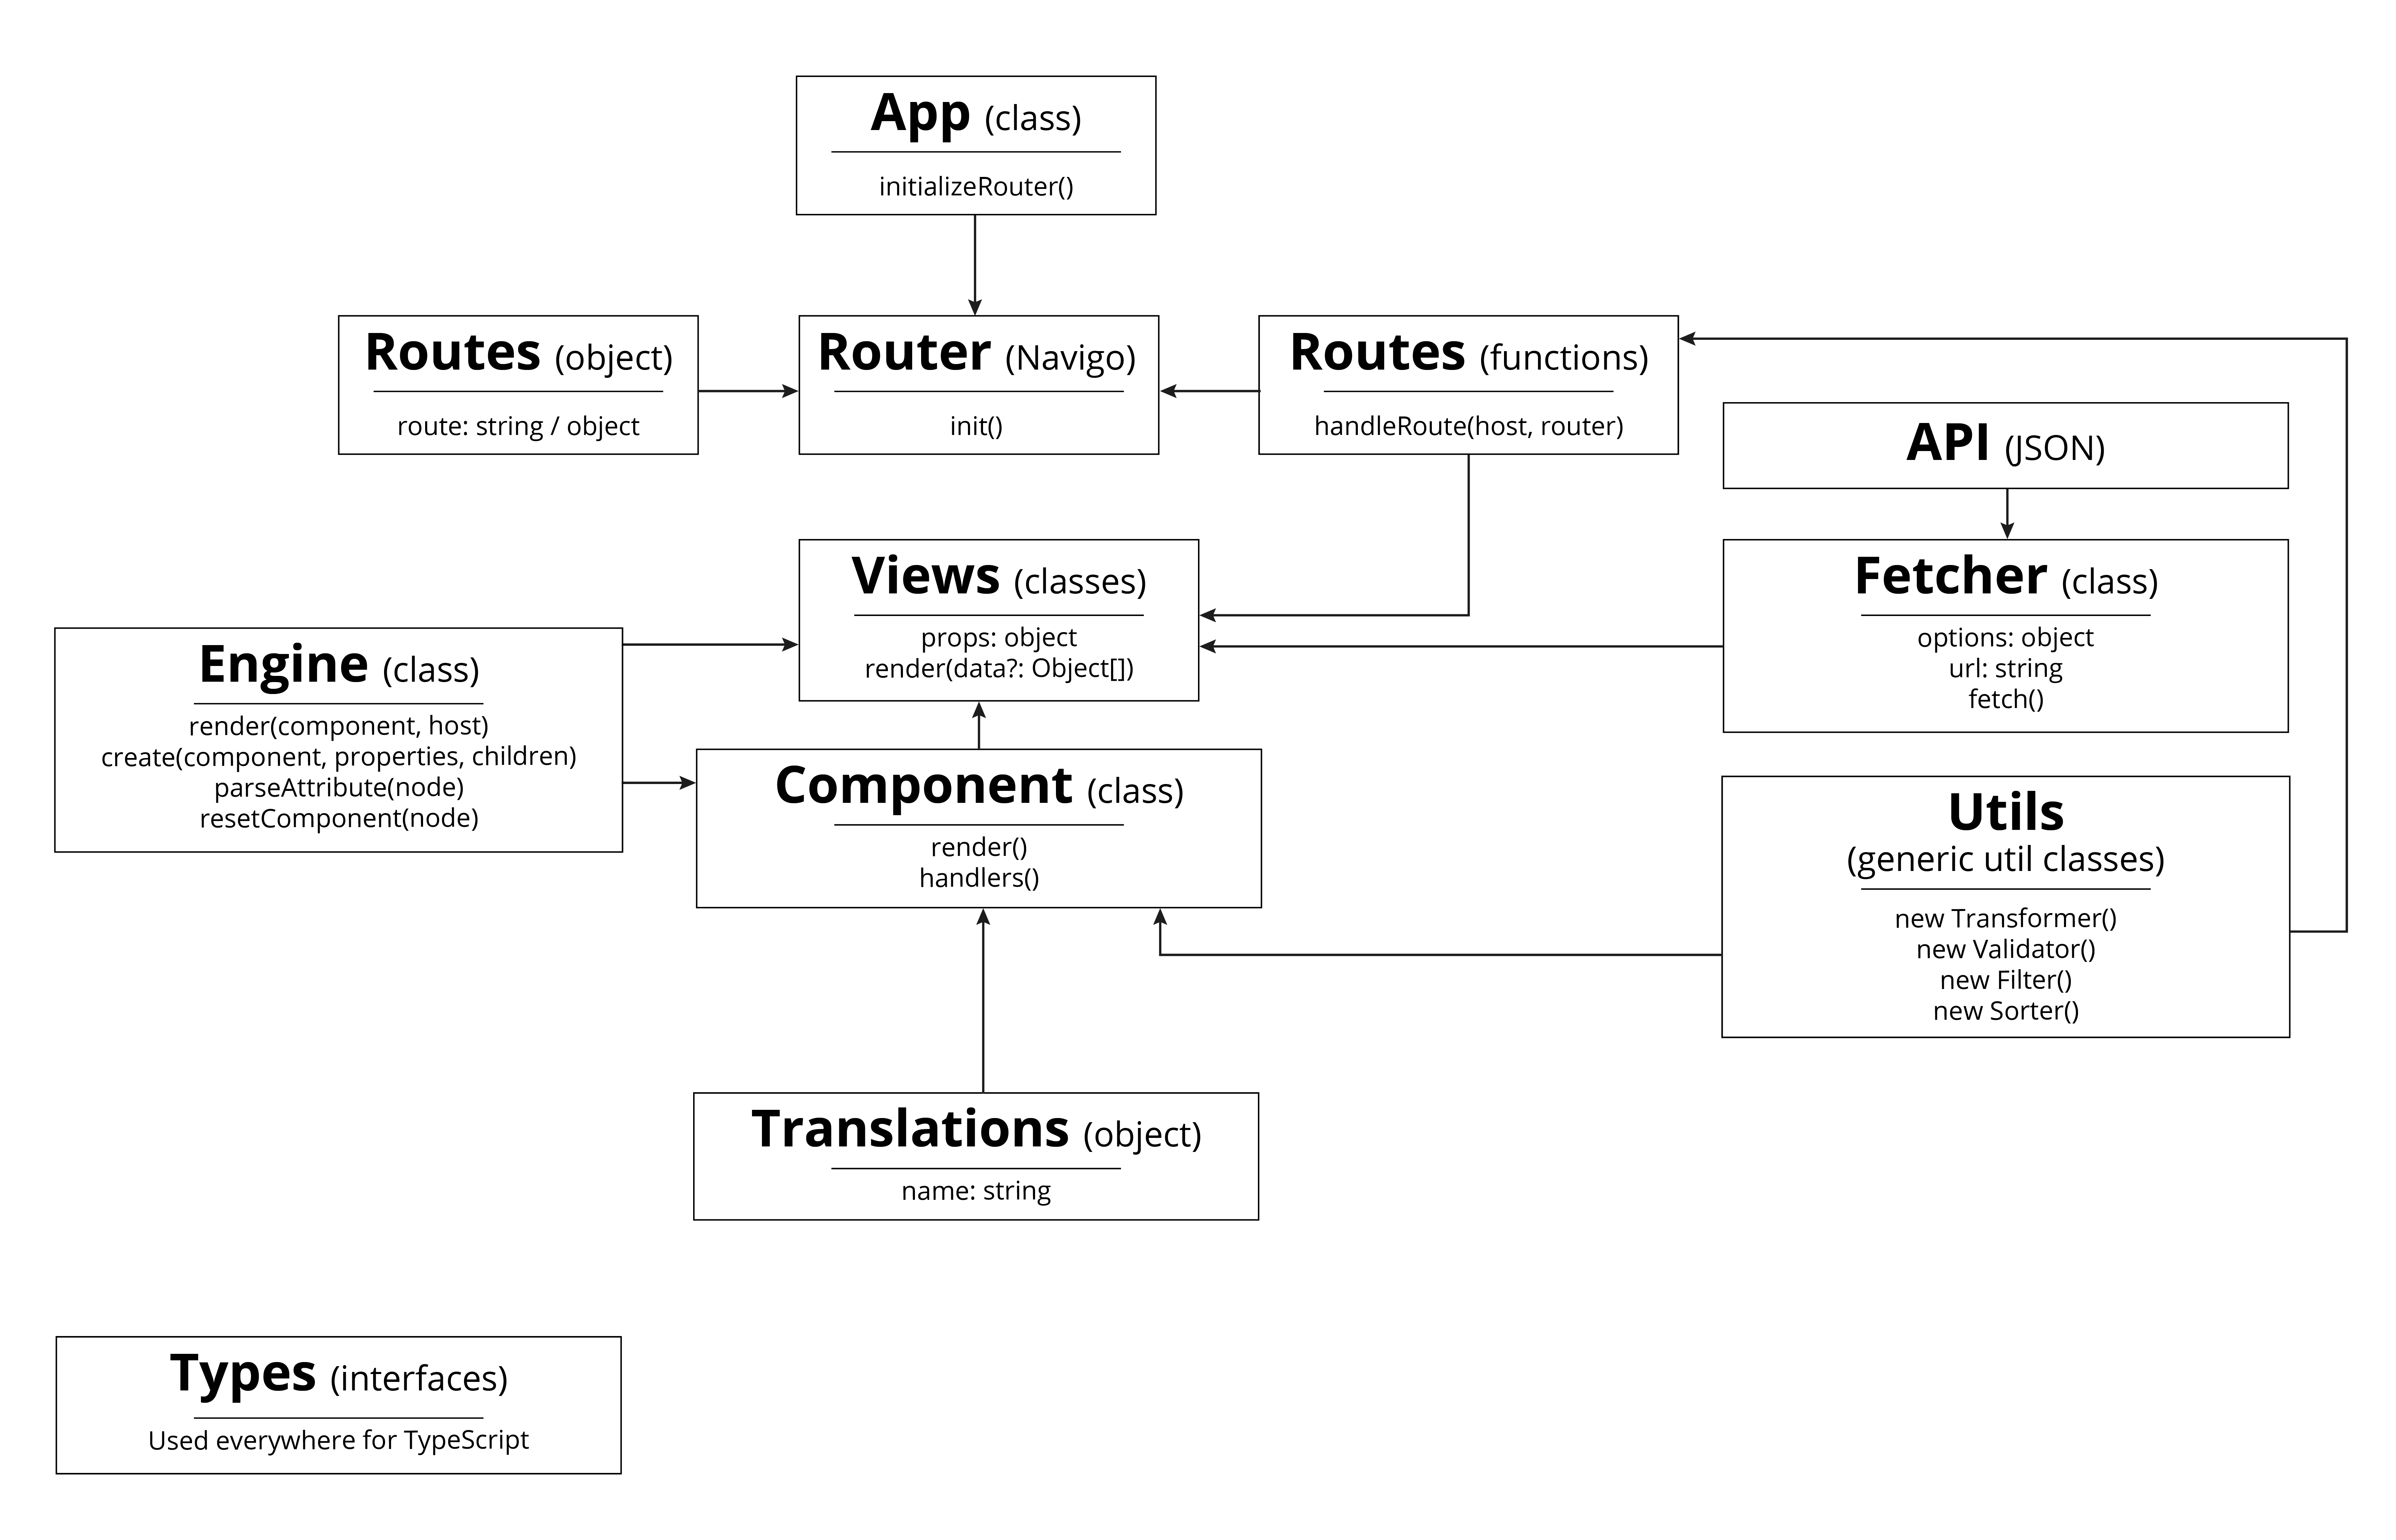 App (class)
initializeRouter()
Routes (object)
route: string / object
Router (Navigo)
init()
Routes (functions)
handleRoute(host, router)
API (JSON)
Views (classes)
props: object
render(data?: Object[])
Fetcher (class)
options: object
url: string
fetch()
Engine (class)
render(component, host)
create(component, properties, children)
parseAttribute(node)
resetComponent(node)
Component (class)
render()
handlers()
Utils
(generic util classes)
new Transformer()
new Validator()
new Filter()
new Sorter()
Translations (object)
name: string
Types (interfaces)
Used everywhere for TypeScript